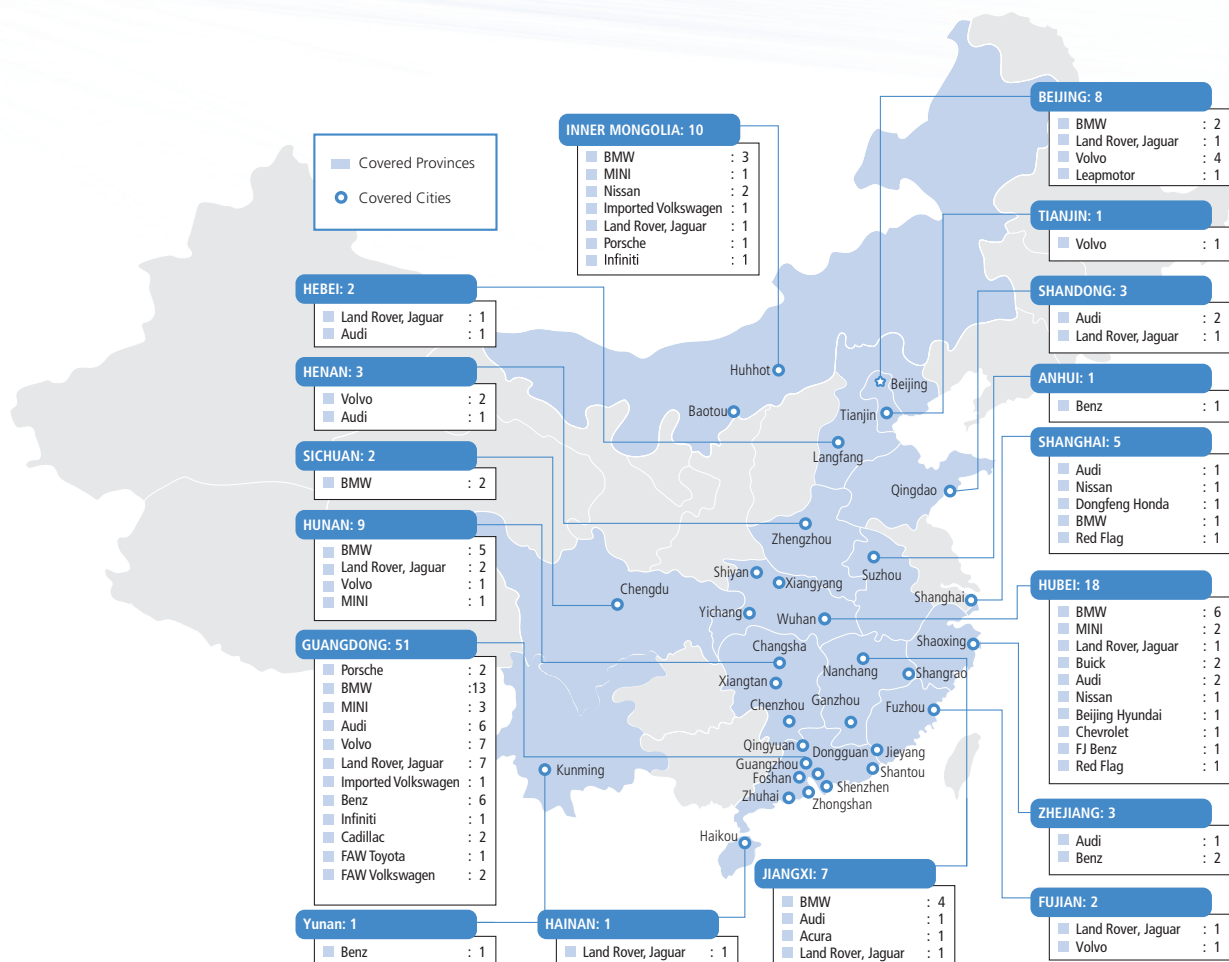 Covered Provinces
Covered Cities
INNER MONGOLIA: 10
BMW : 3
MINI : 1
Nissan : 2
Imported Volkswagen : 1
Land Rover, Jaguar : 1
Porsche : 1
Infiniti : 1
BEIJING: 8
BMW : 2
Land Rover, Jaguar : 1
Volvo : 4
Leapmotor : 1
TIANJIN: 1
Volvo : 1
SHANDONG: 3
Audi : 2
Land Rover, Jaguar : 1
ANHUI: 1
Benz : 1
SHANGHAI: 5
Audi : 1
Nissan : 1
Dongfeng Honda : 1
BMW : 1
Red Flag : 1
HUBEI: 18
BMW : 6
MINI : 2
Land Rover, Jaguar : 1
Buick : 2
Audi : 2
Nissan : 1
Beijing Hyundai : 1
Chevrolet : 1
FJ Benz : 1
Red Flag : 1
ZHEJIANG: 3
Audi : 1
Benz : 2
FUJIAN: 2
Land Rover, Jaguar : 1
Volvo : 1
HEBEI: 2
Land Rover, Jaguar : 1
Audi : 1
HENAN: 3
Volvo : 2
Audi : 1
SICHUAN: 2
BMW : 2
HUNAN: 9
BMW : 5
Land Rover, Jaguar : 2
Volvo : 1
MINI : 1
GUANGDONG: 51
Porsche : 2
BMW :13
MINI : 3
Audi : 6
Volvo : 7
Land Rover, Jaguar : 7
Imported Volkswagen : 1
Benz : 6
Infiniti : 1
Cadillac : 2
FAW Toyota : 1
FAW Volkswagen : 2
Yunan: 1
Benz : 1
HAINAN: 1
Land Rover, Jaguar : 1
JIANGXI: 7
BMW : 4
Audi : 1
Acura : 1
Land Rover, Jaguar : 1
Huhhot
Beijing
Baotou
Tianjin
Langfang
Qingdao
Zhengzhou
Shiyan
Xiangyang
Suzhou
Chengdu
Shanghai
Yichang
Wuhan
Shaoxing
Changsha
Nanchang
Xiangtan
Shangrao
Chenzhou
Ganzhou
Fuzhou
Qingyuan
Dongguan
Jieyang
Guangzhou
Shantou
Foshan
Shenzhen
Zhuhai
Zhongshan
Kunming
Haikou